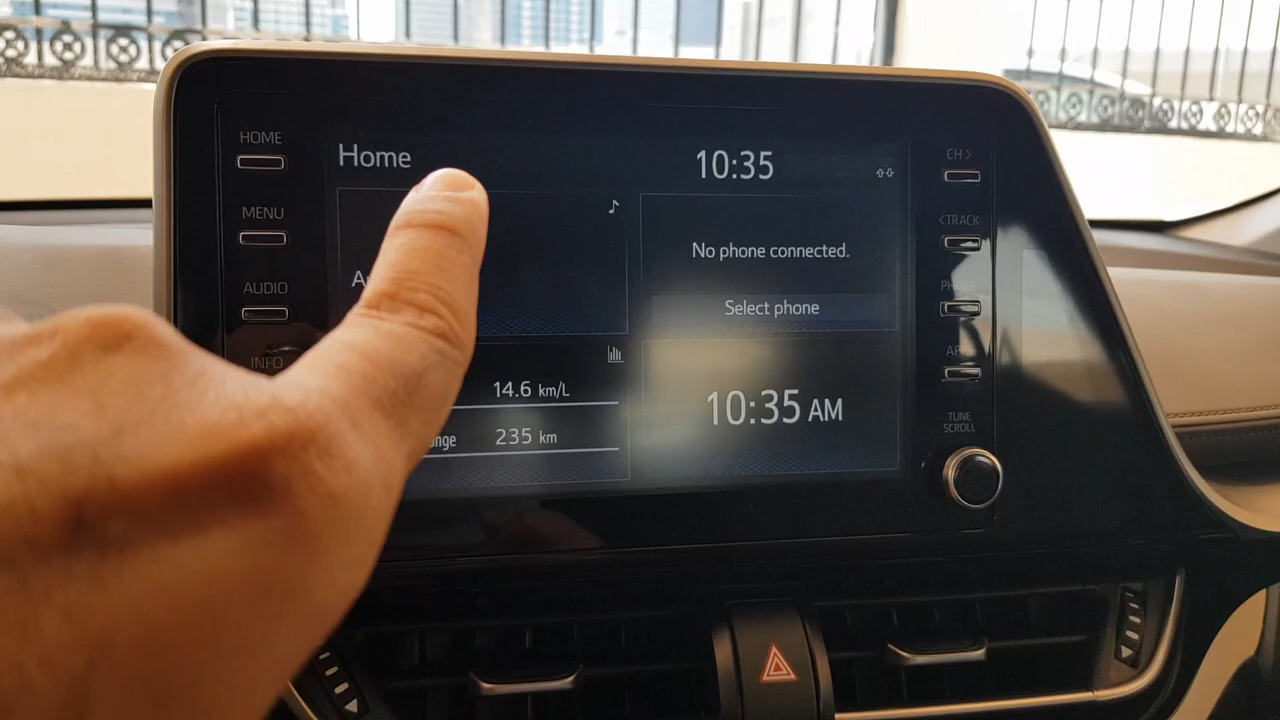 HOME
MENU
AUDIO
INFO
Home
10:35
No phone connected.
Select phone
14.6 km/L
235 km
10:35 AM
CH >
< TRACK
TUNE
SCROLL